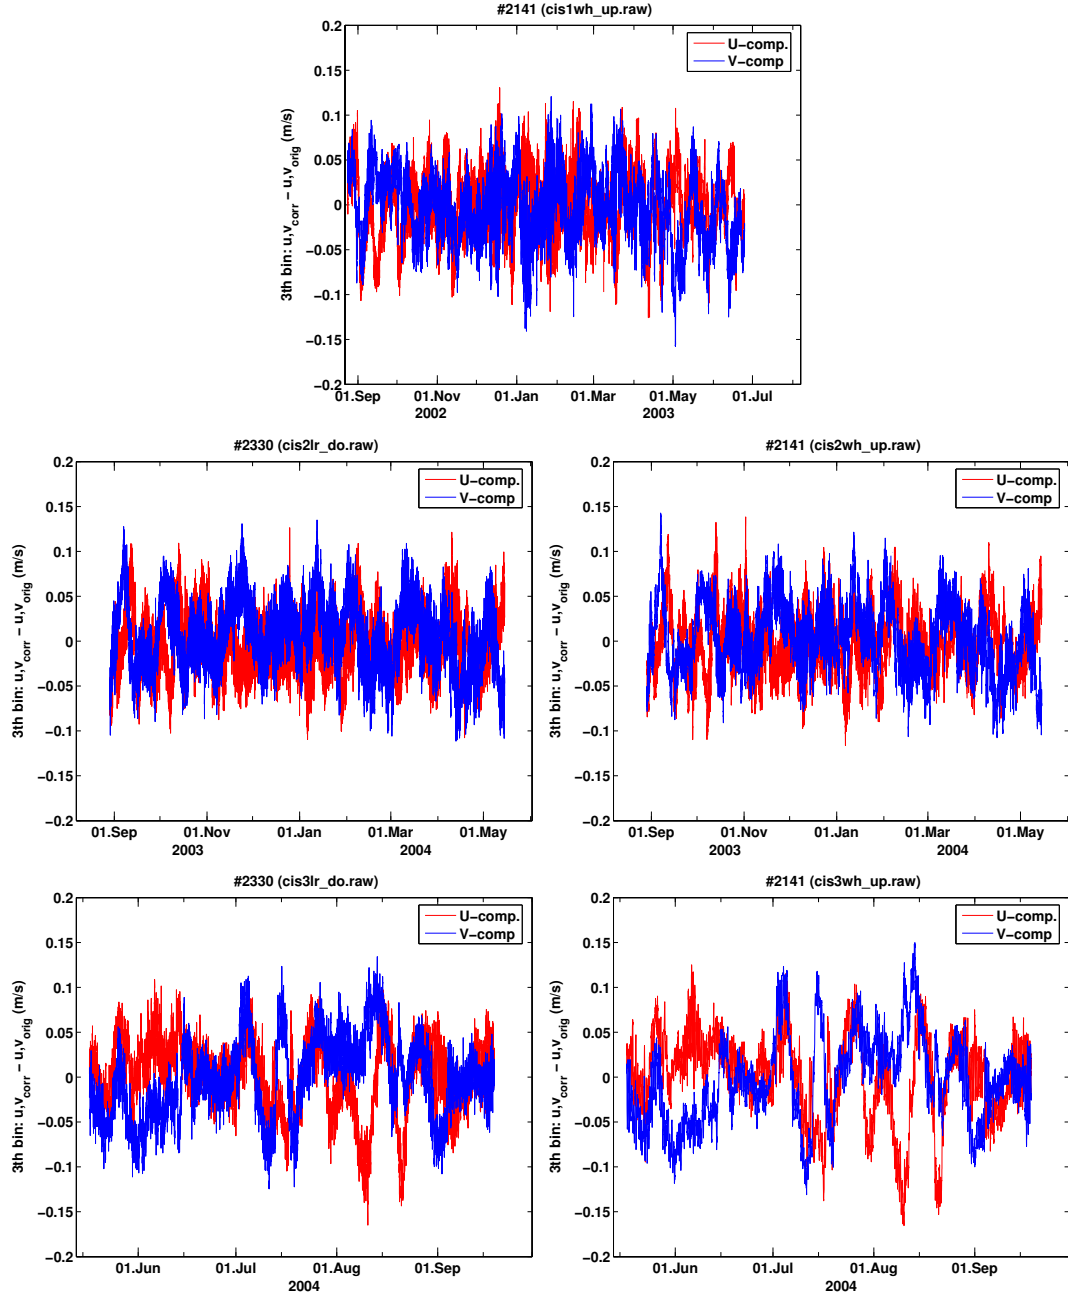 #2141 (cis1wh_up.raw)
0.2
0.15
0.1
0.05
0
−0.05
−0.1
−0.15
−0.2
3th bin: u,v_corr − u,v_orig (m/s)
U−comp.
V−comp
01.Sep 01.Nov 01.Jan 01.Mar 01.May 01.Jul
2002 2003
#2330 (cis2lr_do.raw)
0.2
0.15
0.1
0.05
0
−0.05
−0.1
−0.15
−0.2
3th bin: u,v_corr − u,v_orig (m/s)
U−comp.
V−comp
01.Sep 01.Nov 01.Jan 01.Mar 01.May
2003 2004
#2141 (cis2wh_up.raw)
0.2
0.15
0.1
0.05
0
−0.05
−0.1
−0.15
−0.2
3th bin: u,v_corr − u,v_orig (m/s)
U−comp.
V−comp
01.Sep 01.Nov 01.Jan 01.Mar 01.May
2003 2004
#2330 (cis3lr_do.raw)
0.2
0.15
0.1
0.05
0
−0.05
−0.1
−0.15
−0.2
3th bin: u,v_corr − u,v_orig (m/s)
U−comp.
V−comp
01.Jun 01.Jul 01.Aug 01.Sep
2004
#2141 (cis3wh_up.raw)
0.2
0.15
0.1
0.05
0
−0.05
−0.1
−0.15
−0.2
3th bin: u,v_corr − u,v_orig (m/s)
U−comp.
V−comp
01.Jun 01.Jul 01.Aug 01.Sep
2004